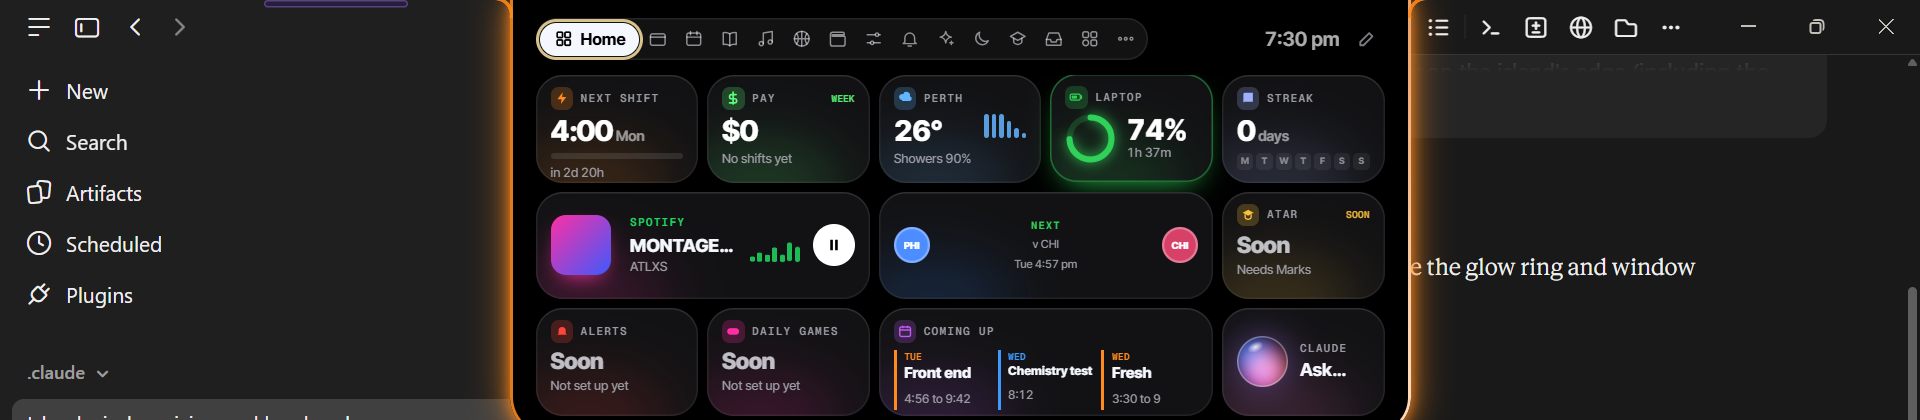 Home
7:30 pm
New
Search
Artifacts
Scheduled
Plugins
.claude
NEXT SHIFT
4:00 Mon
in 2d 20h
PAY
WEEK
$0
No shifts yet
PERTH
26°
Showers 90%
LAPTOP
74%
1h 37m
STREAK
0 days
M T W T F S S
SPOTIFY
MONTAGE...
ATLXS
PHI
NEXT
v CHI
Tue 4:57 pm
CHI
ATAR
SOON
Soon
Needs Marks
ALERTS
Soon
Not set up yet
DAILY GAMES
Soon
Not set up yet
COMING UP
TUE
Front end
4:56 to 9:42
WED
Chemistry test
8:12
WED
Fresh
3:30 to 9
CLAUDE
Ask...
e the glow ring and window